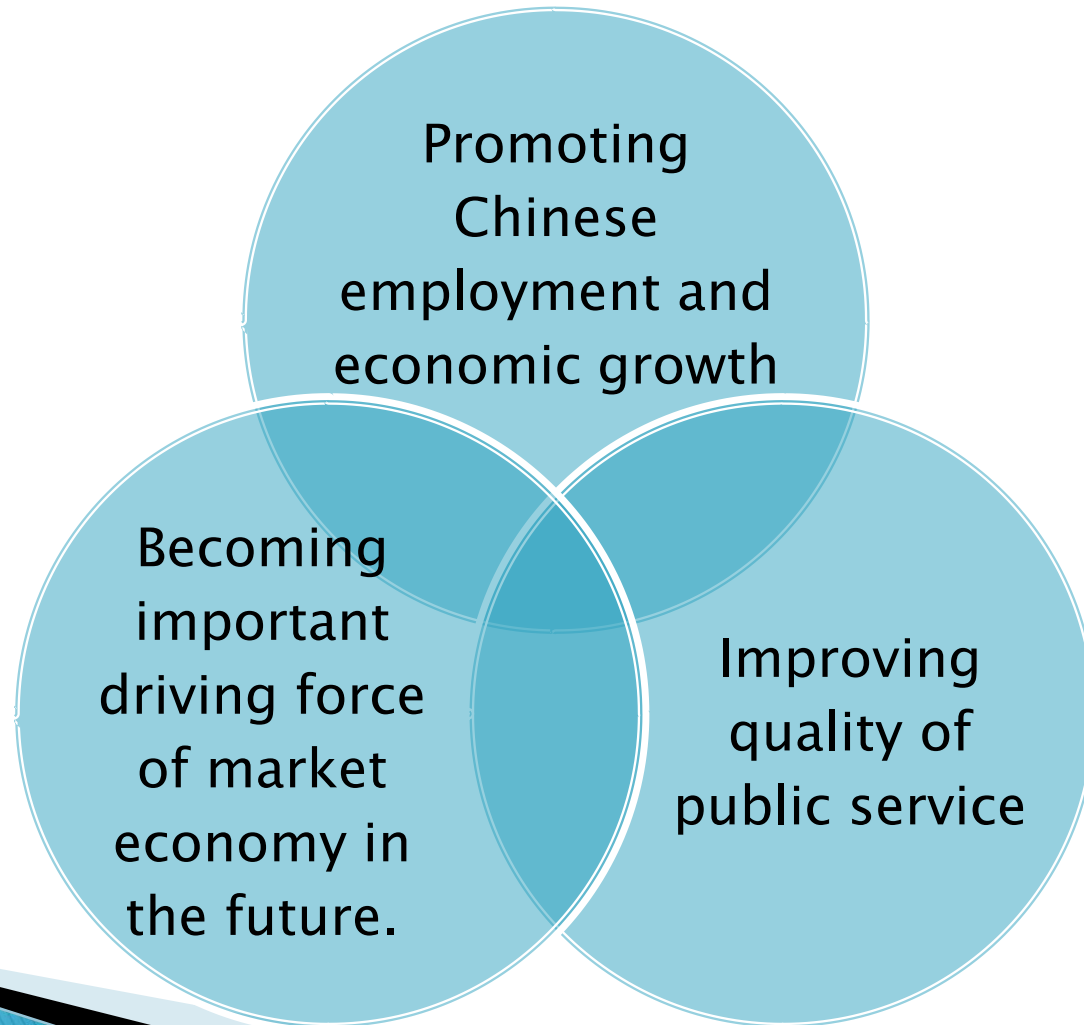 Promoting
Chinese
employment and
economic growth
Becoming
important
driving force
of market
economy in
the future.
Improving
quality of
public service